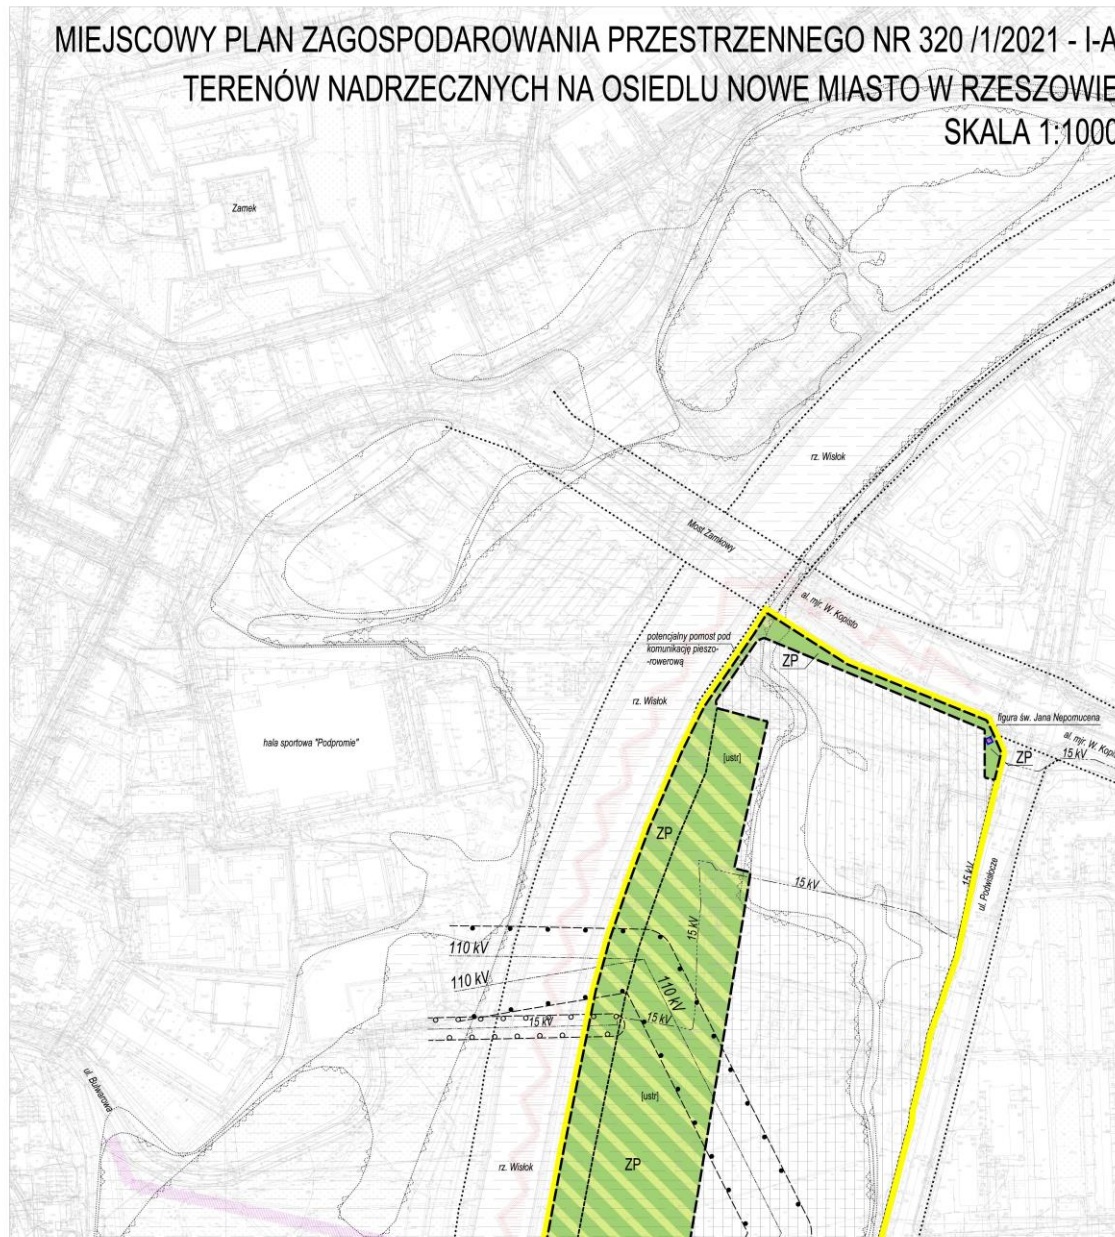 MIEJSCOWY PLAN ZAGOSPODAROWANIA PRZESTRZENNEGO NR 320 /1/2021 - I-A
TERENÓW NADRZECZNYCH NA OSIEDLU NOWE MIASTO W RZESZOWIE
SKALA 1:1000
Zamek
rz. Wisłok
Most Zamkowy
al. mjr. W. Kopisto
potencjalny pomost pod
komunikację pieszo-
-rowerową
ZP
rz. Wisłok
figura św. Jana Nepomucena
al. mjr. W. Kopis
hala sportowa "Podpromie"
[ustr]
ZP
15 kV
ZP
15 kV
15 kV
ul. Podwisłocze
15 kV
110 kV
110 kV
110 kV
15 kV
15 kV
ul. Bulwarowa
[ustr]
rz. Wisłok
ZP